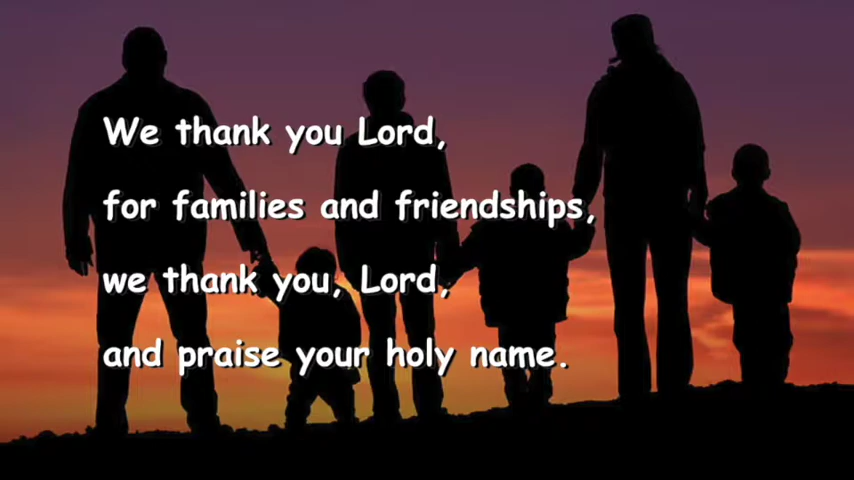 We thank you Lord,
for families and friendships,
we thank you, Lord,
and praise your holy name.